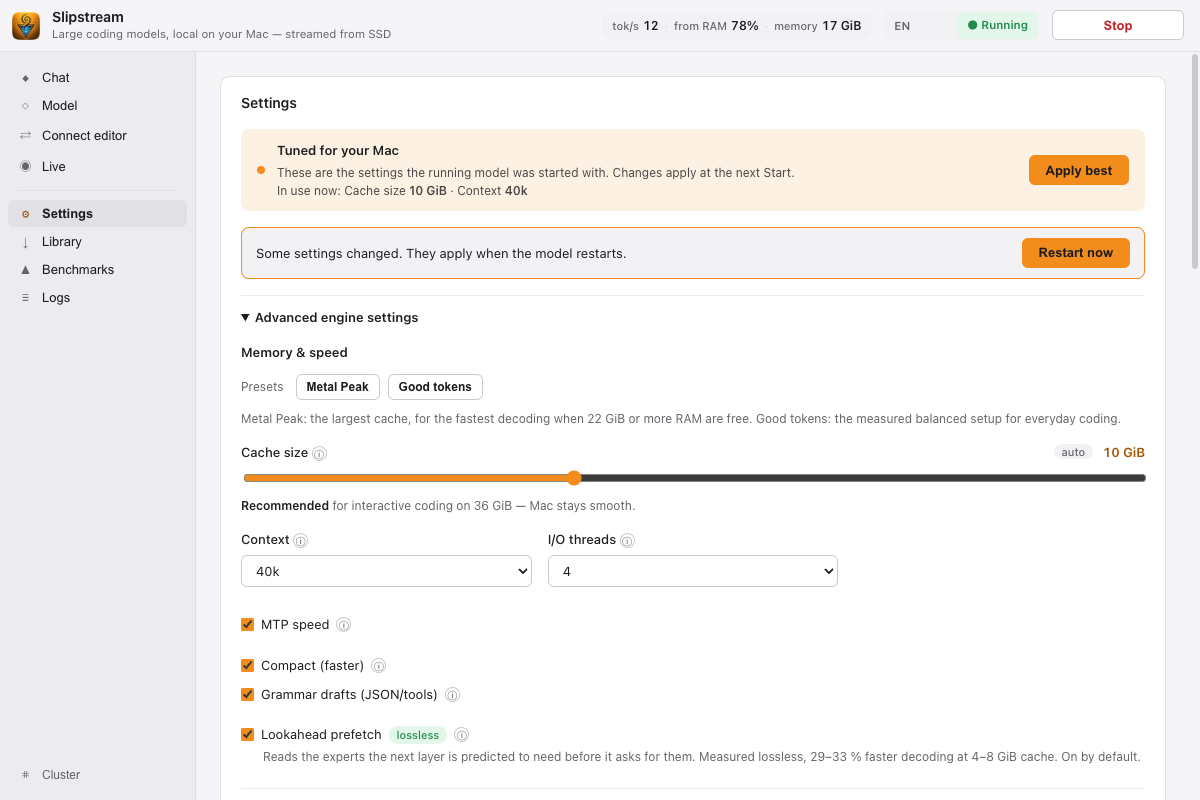 Slipstream
Large coding models, local on your Mac — streamed from SSD
tok/s 12 · from RAM 78% · memory 17 GiB
EN
Running
Stop
Chat
Model
Connect editor
Live
Settings
Library
Benchmarks
Logs
Cluster
Settings
Tuned for your Mac
These are the settings the running model was started with. Changes apply at the next Start.
In use now: Cache size 10 GiB · Context 40k
Apply best
Some settings changed. They apply when the model restarts.
Restart now
Advanced engine settings
Memory & speed
Presets
Metal Peak
Good tokens
Metal Peak: the largest cache, for the fastest decoding when 22 GiB or more RAM are free. Good tokens: the measured balanced setup for everyday coding.
Cache size
auto
10 GiB
Recommended for interactive coding on 36 GiB — Mac stays smooth.
Context
I/O threads
40k
4
MTP speed
Compact (faster)
Grammar drafts (JSON/tools)
Lookahead prefetch
lossless
Reads the experts the next layer is predicted to need before it asks for them. Measured lossless, 29–33 % faster decoding at 4–8 GiB cache. On by default.